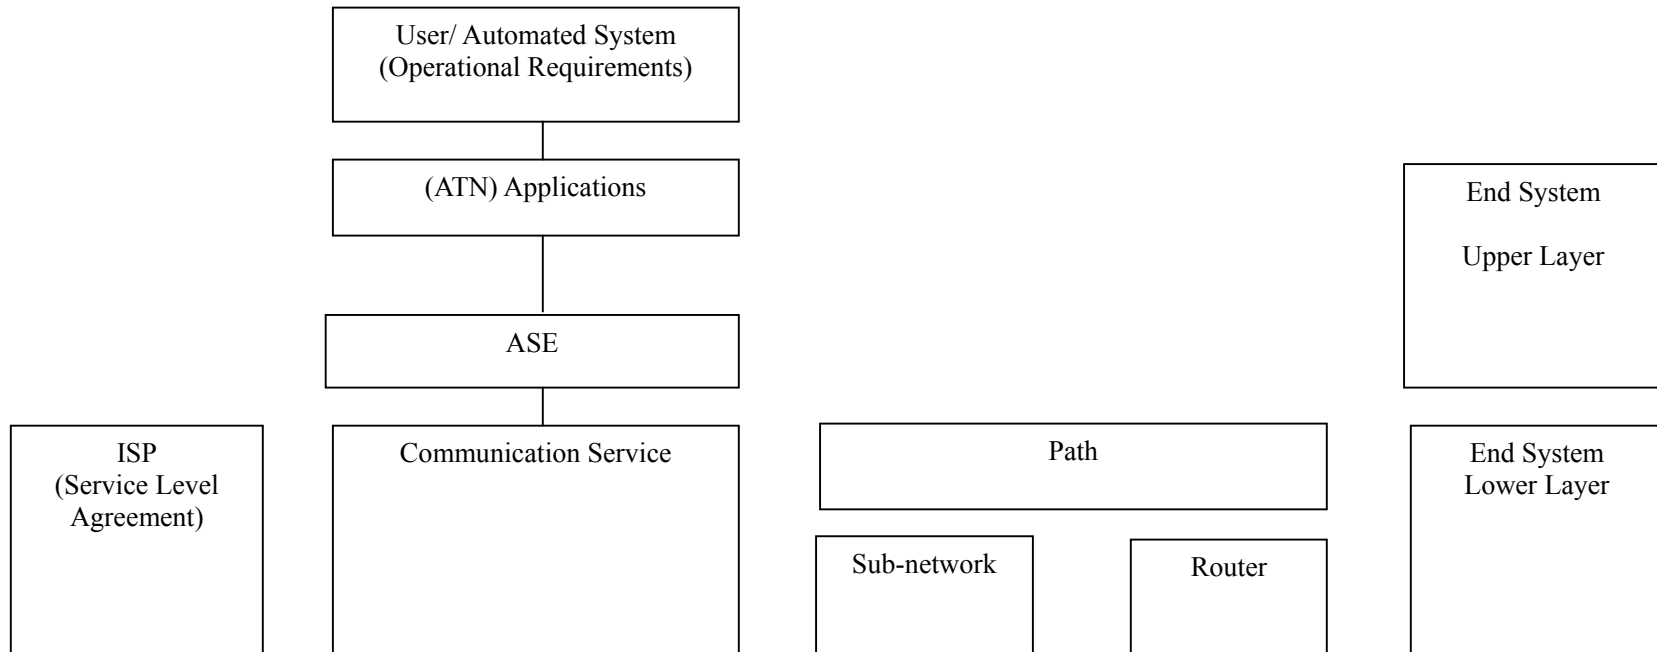 User/ Automated System
(Operational Requirements)
(ATN) Applications
End System
Upper Layer
ASE
ISP
(Service Level
Agreement)
Communication Service
Path
End System
Lower Layer
Sub-network
Router